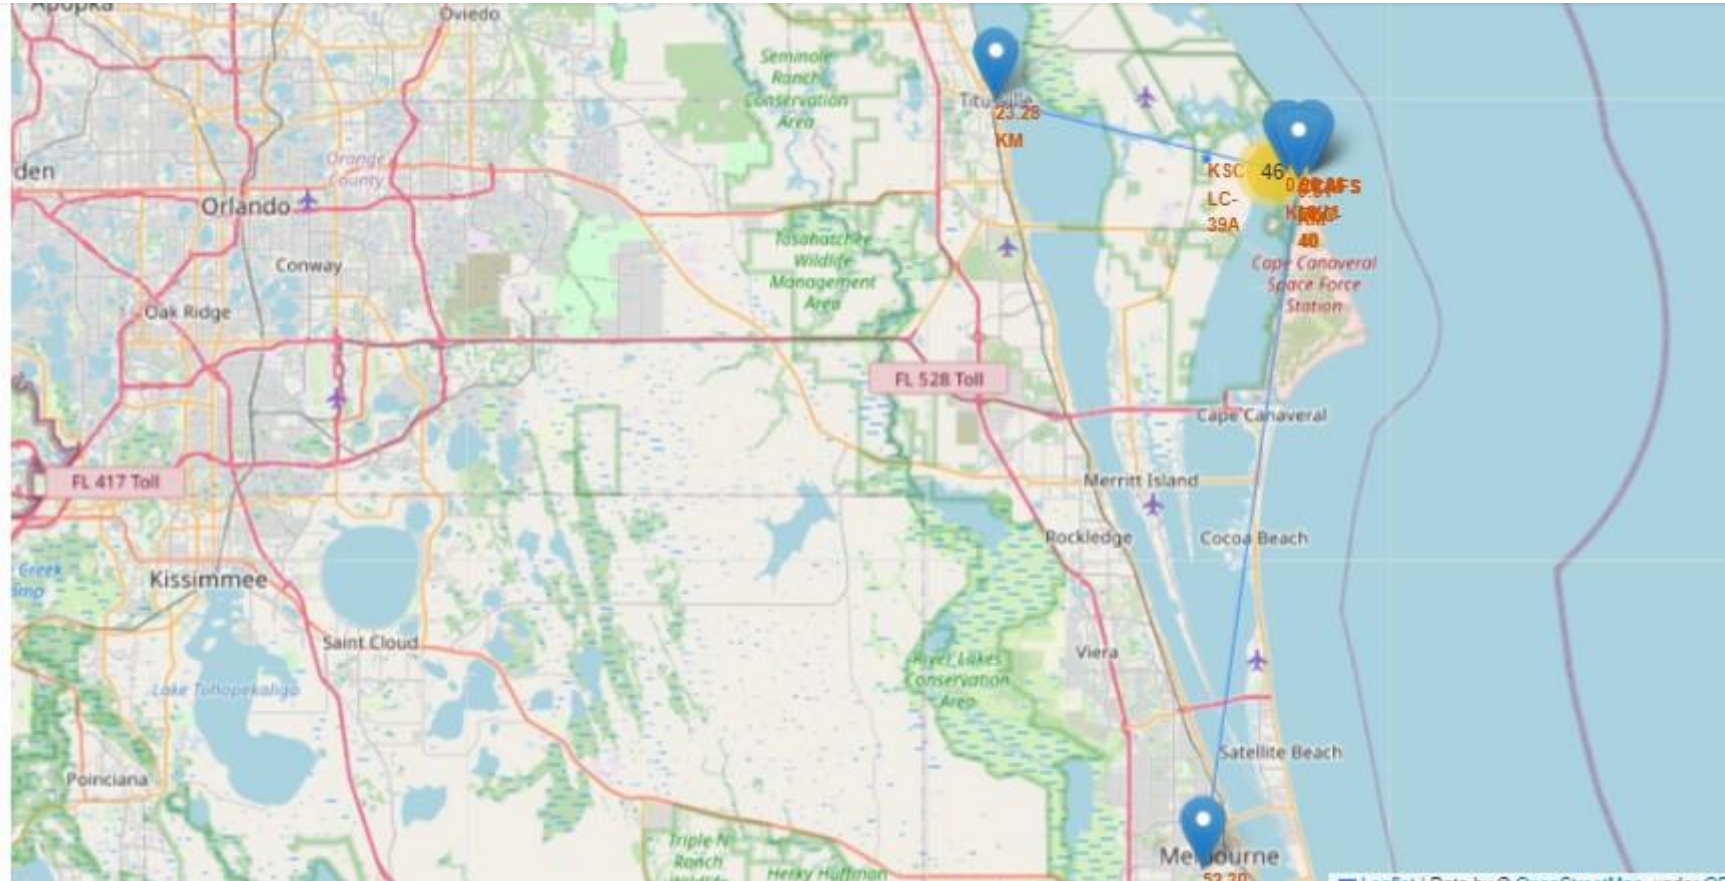 Apopka
Oviedo
Seminole
Ranch
Conservation
Area
Titusville
23.28
KM
Orange
County
den
Orlando
KSC
LC-
39A
46
40
Conway
Tosohatchee
Wildlife
Management
Area
Cape Canaveral
Space Force
Station
Oak Ridge
FL 528 Toll
Cape Canaveral
FL 417 Toll
Merritt Island
Rockledge
Cocoa Beach
Greek
Kissimmee
Saint Cloud
Viera
River Lakes
Conservation
Area
Lake Tohopekaliga
Satellite Beach
Poinciana
Triple N
Ranch
Herky Huffman
Melbourne